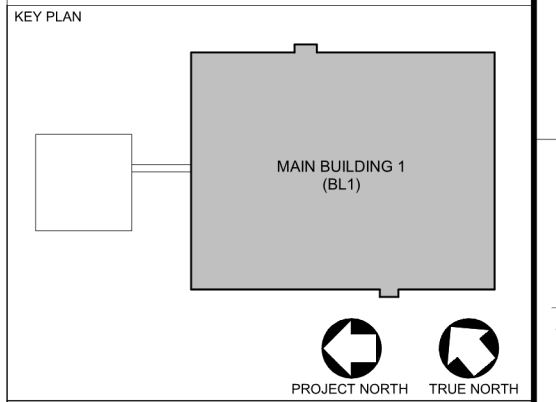 KEY PLAN
MAIN BUILDING 1
(BL1)
PROJECT NORTH
TRUE NORTH